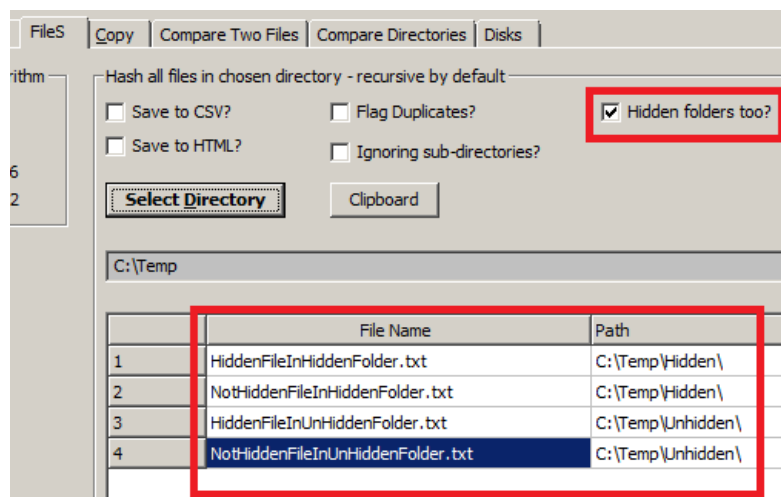 FileS Copy Compare Two Files Compare Directories Disks
rithm Hash all files in chosen directory - recursive by default
Save to CSV? Flag Duplicates? Hidden folders too?
Save to HTML? Ignoring sub-directories?
6
2 Select Directory Clipboard
C:\Temp
File Name Path
1 HiddenFileInHiddenFolder.txt C:\Temp\Hidden\
2 NotHiddenFileInHiddenFolder.txt C:\Temp\Hidden\
3 HiddenFileInUnHiddenFolder.txt C:\Temp\Unhidden\
4 NotHiddenFileInUnHiddenFolder.txt C:\Temp\Unhidden\